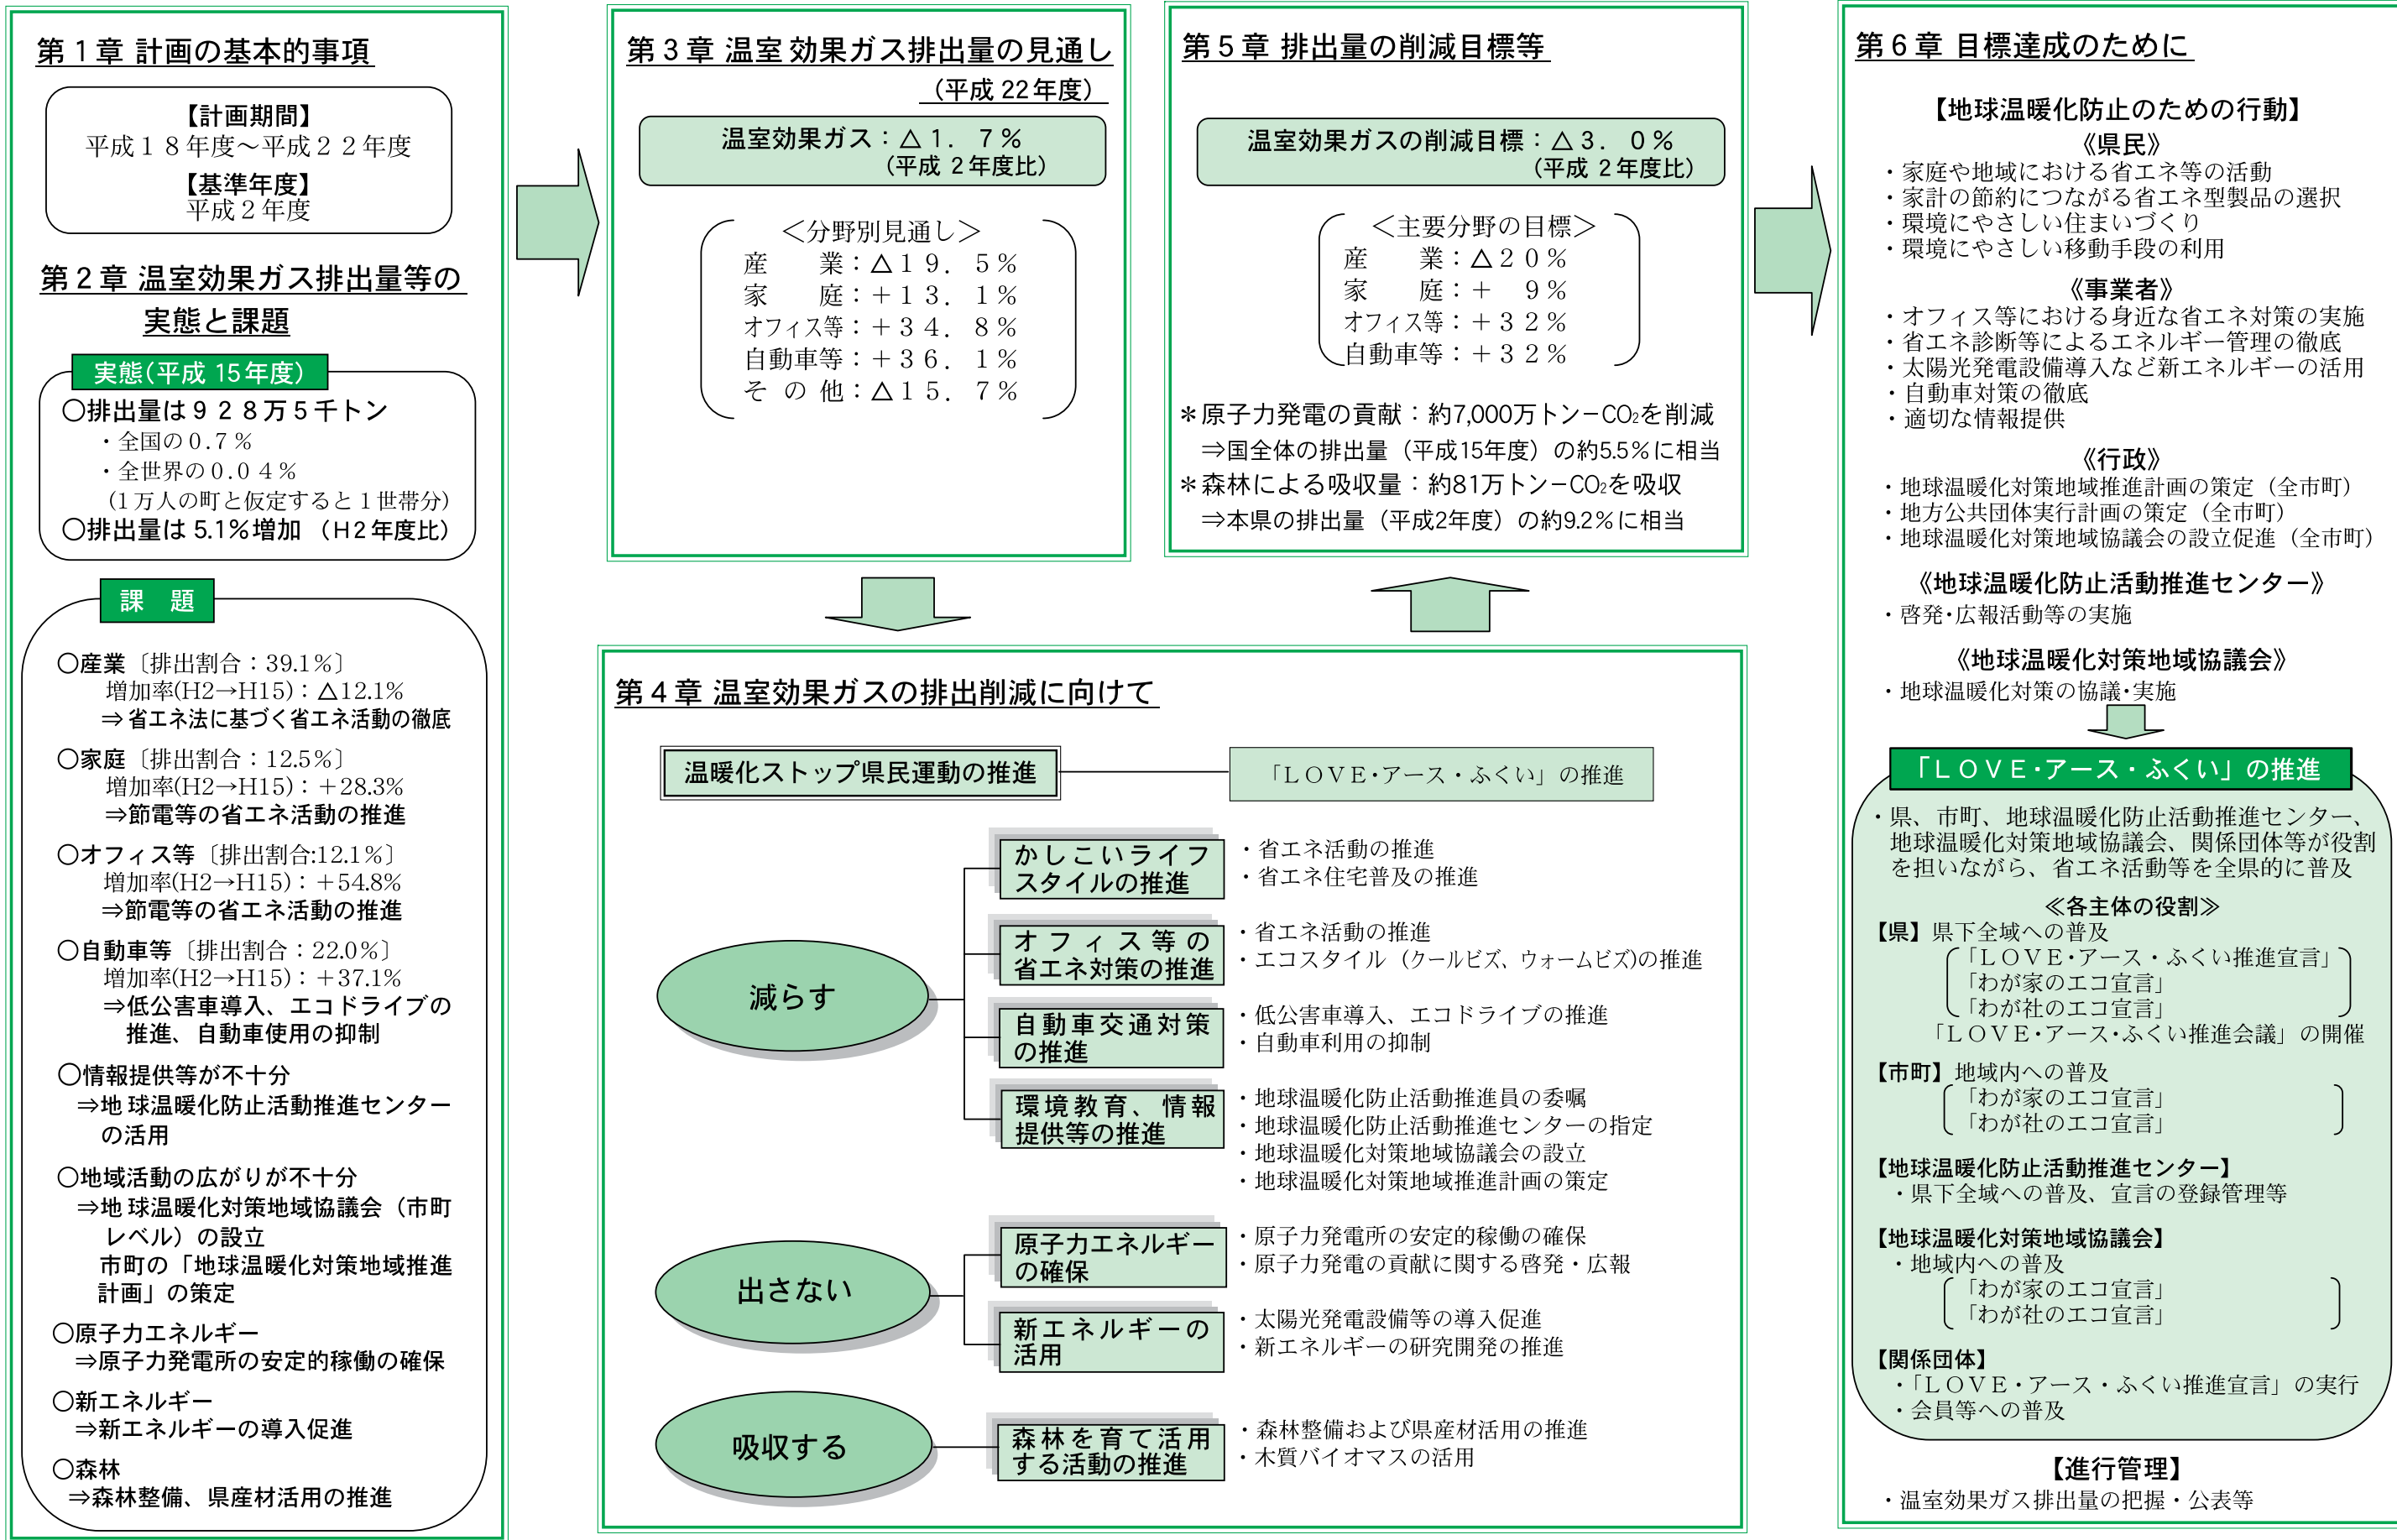 第１章 計画の基本的事項
【計画期間】
平成１８年度～平成２２年度
【基準年度】
平成２年度
第２章 温室効果ガス排出量等の
実態と課題
実態(平成 15年度)
○排出量は９２８万５千トン
・全国の０.７％
・全世界の０.０４％
（１万人の町と仮定すると１世帯分）
○排出量は 5.1％増加 （Ｈ２年度比）
課　題
○産業〔排出割合：39.1％〕
増加率(H2→H15)：△12.1%
⇒省エネ法に基づく省エネ活動の徹底
○家庭〔排出割合：12.5％〕
増加率(H2→H15)：＋28.3%
⇒節電等の省エネ活動の推進
○オフィス等〔排出割合:12.1％〕
増加率(H2→H15)：＋54.8%
⇒節電等の省エネ活動の推進
○自動車等〔排出割合：22.0％〕
増加率(H2→H15)：＋37.1%
⇒低公害車導入、エコドライブの
推進、自動車使用の抑制
○情報提供等が不十分
⇒地球温暖化防止活動推進センター
の活用
○地域活動の広がりが不十分
⇒地球温暖化対策地域協議会（市町
レベル）の設立
市町の「地球温暖化対策地域推進
計画」の策定
○原子力エネルギー
⇒原子力発電所の安定的稼働の確保
○新エネルギー
⇒新エネルギーの導入促進
○森林
⇒森林整備、県産材活用の推進
第３章 温室効果ガス排出量の見通し
（平成 22年度）
温室効果ガス：△１．７％
（平成 ２年度比）
＜分野別見通し＞
産　　業：△１９．５％
家　　庭：＋１３．１％
オフィス等：＋３４．８％
自動車等：＋３６．１％
そ の 他：△１５．７％
第５章 排出量の削減目標等
温室効果ガスの削減目標：△３．０％
（平成 ２年度比）
＜主要分野の目標＞
産　　業：△２０％
家　　庭：＋　９％
オフィス等：＋３２％
自動車等：＋３２％
＊原子力発電の貢献：約7,000万トン－CO₂を削減
⇒国全体の排出量（平成15年度）の約5.5％に相当
＊森林による吸収量：約81万トン－CO₂を吸収
⇒本県の排出量（平成2年度）の約9.2％に相当
第４章 温室効果ガスの排出削減に向けて
温暖化ストップ県民運動の推進
「ＬＯＶＥ・アース・ふくい」の推進
減らす
かしこいライフ
スタイルの推進
・省エネ活動の推進
・省エネ住宅普及の推進
オフィス等の
省エネ対策の推進
・省エネ活動の推進
・エコスタイル（クールビズ、ウォームビズ)の推進
自動車交通対策
の推進
・低公害車導入、エコドライブの推進
・自動車利用の抑制
環境教育、情報
提供等の推進
・地球温暖化防止活動推進員の委嘱
・地球温暖化防止活動推進センターの指定
・地球温暖化対策地域協議会の設立
・地球温暖化対策地域推進計画の策定
出さない
原子力エネルギー
の確保
・原子力発電所の安定的稼働の確保
・原子力発電の貢献に関する啓発・広報
新エネルギーの
活用
・太陽光発電設備等の導入促進
・新エネルギーの研究開発の推進
吸収する
森林を育て活用
する活動の推進
・森林整備および県産材活用の推進
・木質バイオマスの活用
第６章 目標達成のために
【地球温暖化防止のための行動】
《県民》
・家庭や地域における省エネ等の活動
・家計の節約につながる省エネ型製品の選択
・環境にやさしい住まいづくり
・環境にやさしい移動手段の利用
《事業者》
・オフィス等における身近な省エネ対策の実施
・省エネ診断等によるエネルギー管理の徹底
・太陽光発電設備導入など新エネルギーの活用
・自動車対策の徹底
・適切な情報提供
《行政》
・地球温暖化対策地域推進計画の策定（全市町）
・地方公共団体実行計画の策定（全市町）
・地球温暖化対策地域協議会の設立促進（全市町）
《地球温暖化防止活動推進センター》
・啓発・広報活動等の実施
《地球温暖化対策地域協議会》
・地球温暖化対策の協議・実施
「ＬＯＶＥ・アース・ふくい」の推進
・県、市町、地球温暖化防止活動推進センター、
地球温暖化対策地域協議会、関係団体等が役割
を担いながら、省エネ活動等を全県的に普及
≪各主体の役割≫
【県】県下全域への普及
「ＬＯＶＥ・アース・ふくい推進宣言」
「わが家のエコ宣言」
「わが社のエコ宣言」
「ＬＯＶＥ・アース・ふくい推進会議」の開催
【市町】地域内への普及
「わが家のエコ宣言」
「わが社のエコ宣言」
【地球温暖化防止活動推進センター】
・県下全域への普及、宣言の登録管理等
【地球温暖化対策地域協議会】
・地域内への普及
「わが家のエコ宣言」
「わが社のエコ宣言」
【関係団体】
・「ＬＯＶＥ・アース・ふくい推進宣言」の実行
・会員等への普及
【進行管理】
・温室効果ガス排出量の把握・公表等